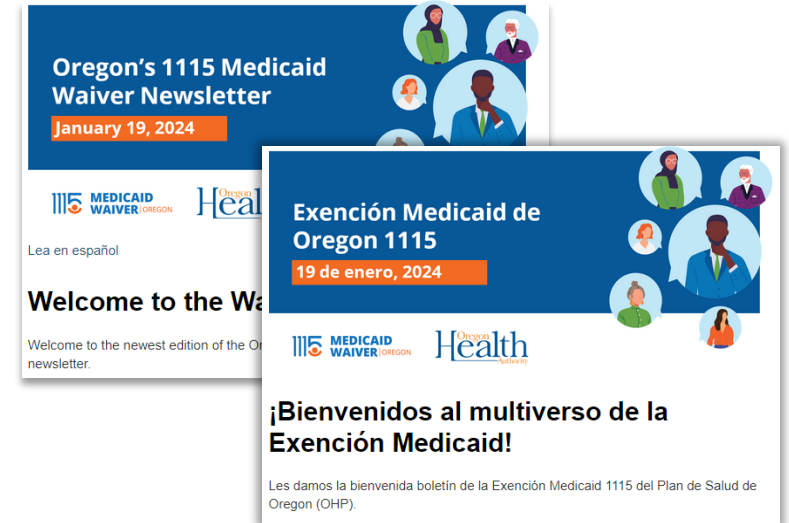 Oregon's 1115 Medicaid
Waiver Newsletter
January 19, 2024
1115 MEDICAID
WAIVER OREGON
Oregon
Lea en español
Welcome to the
Welcome to the newest edition of the
newsletter.
Exención Medicaid de
Oregon 1115
19 de enero, 2024
1115 MEDICAID
WAIVER OREGON
Oregon
Health
Authority
¡Bienvenidos al multiverso de la
Exención Medicaid!
Les damos la bienvenida boletín de la Exención Medicaid 1115 del Plan de Salud de
Oregon (OHP).